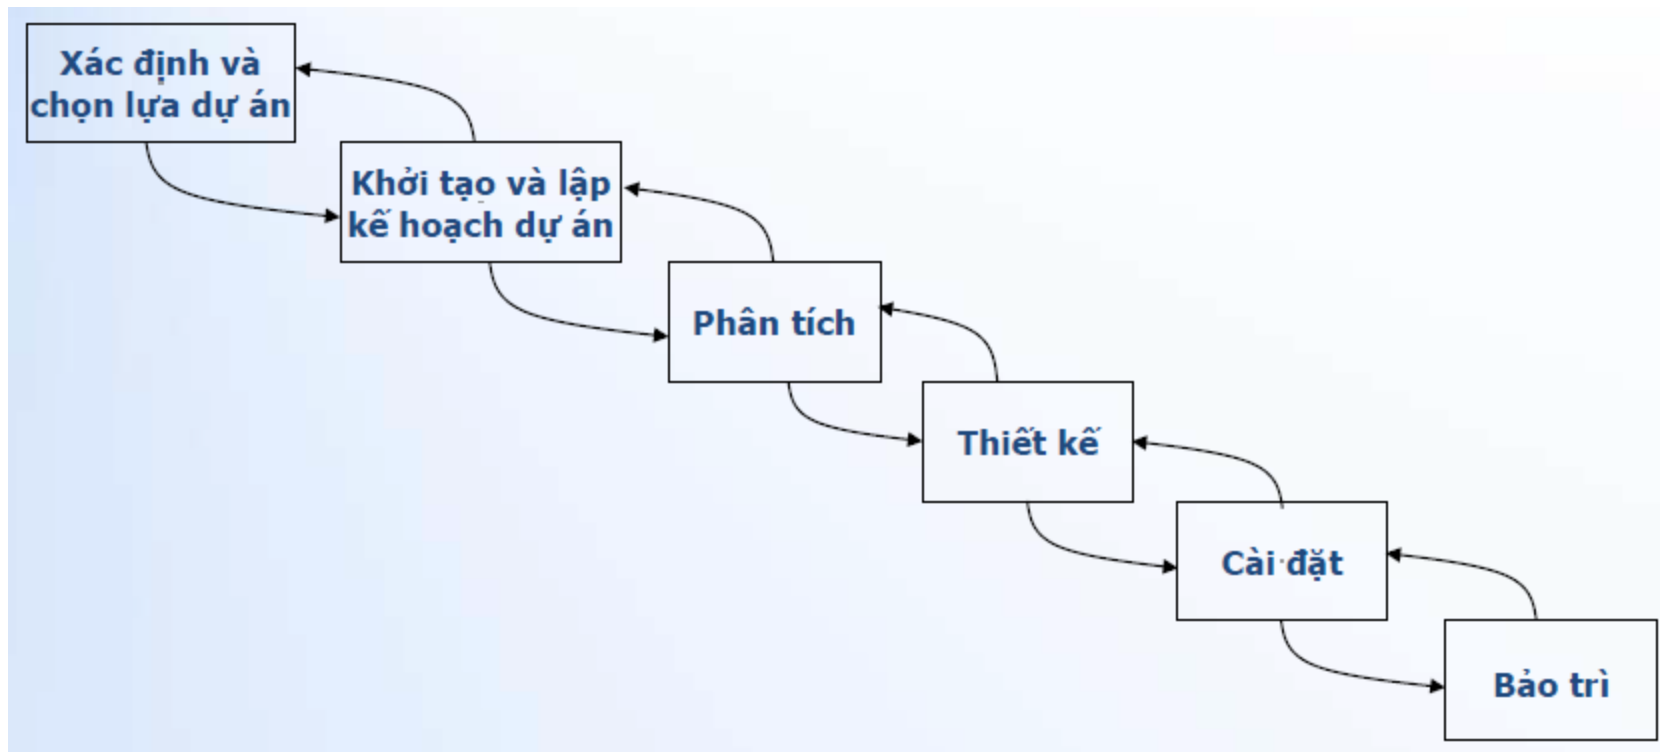 Xác định và
chọn lựa dự án
Khởi tạo và lập
kế hoạch dự án
Phân tích
Thiết kế
Cài đặt
Bảo trì